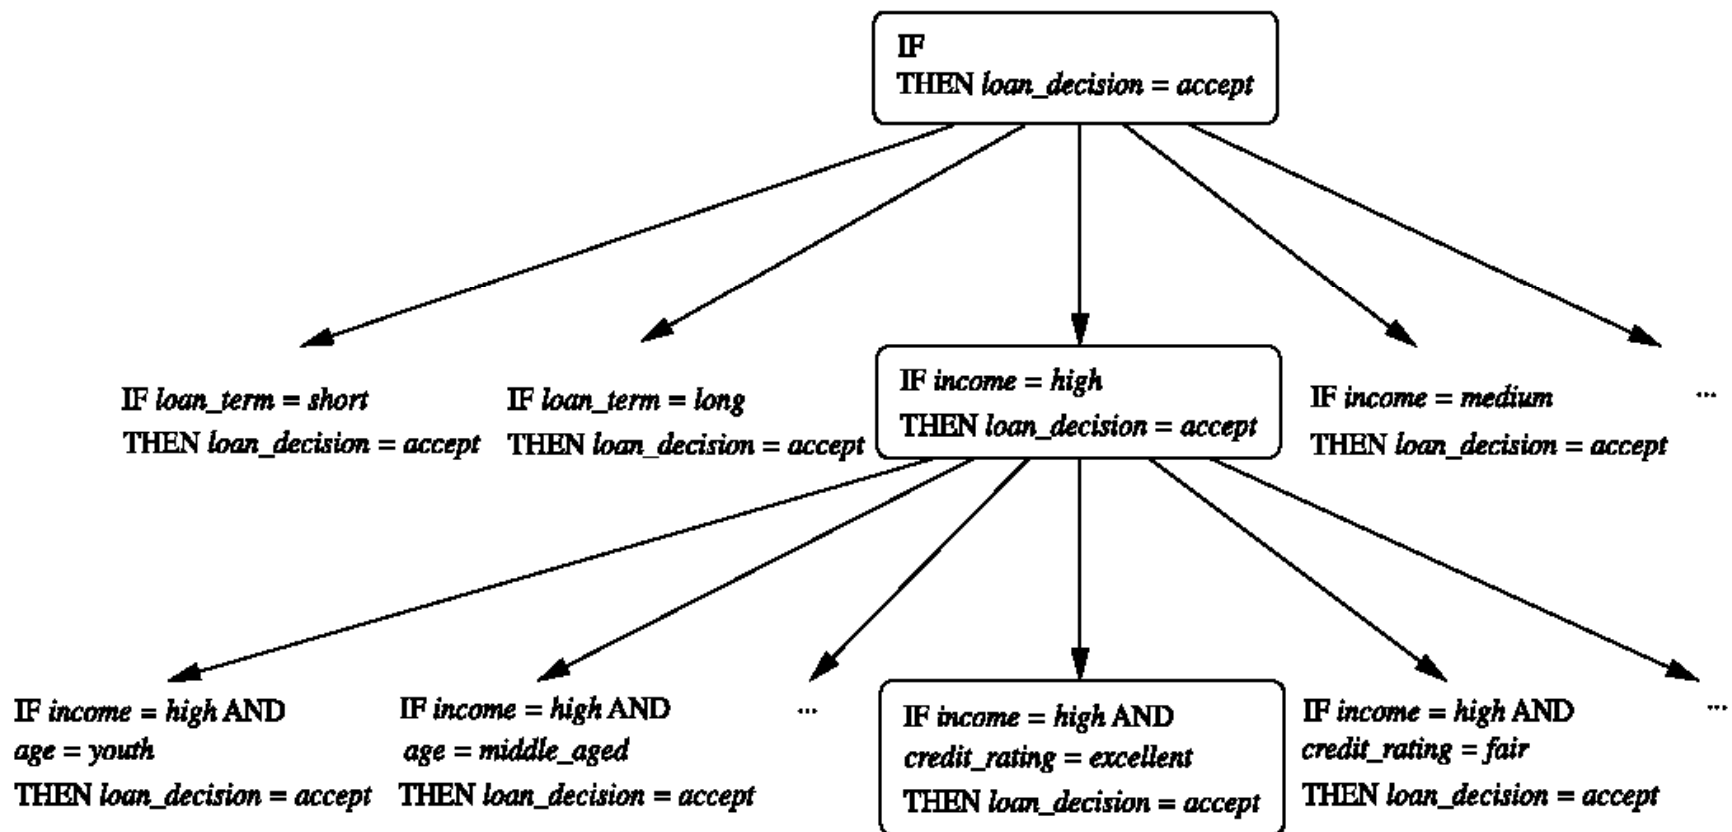 IF
THEN loan_decision = accept
IF loan_term = short
THEN loan_decision = accept
IF loan_term = long
THEN loan_decision = accept
IF income = high
THEN loan_decision = accept
IF income = medium
THEN loan_decision = accept
...
IF income = high AND
age = youth
THEN loan_decision = accept
IF income = high AND
age = middle_aged
THEN loan_decision = accept
...
IF income = high AND
credit_rating = excellent
THEN loan_decision = accept
IF income = high AND
credit_rating = fair
THEN loan_decision = accept
...